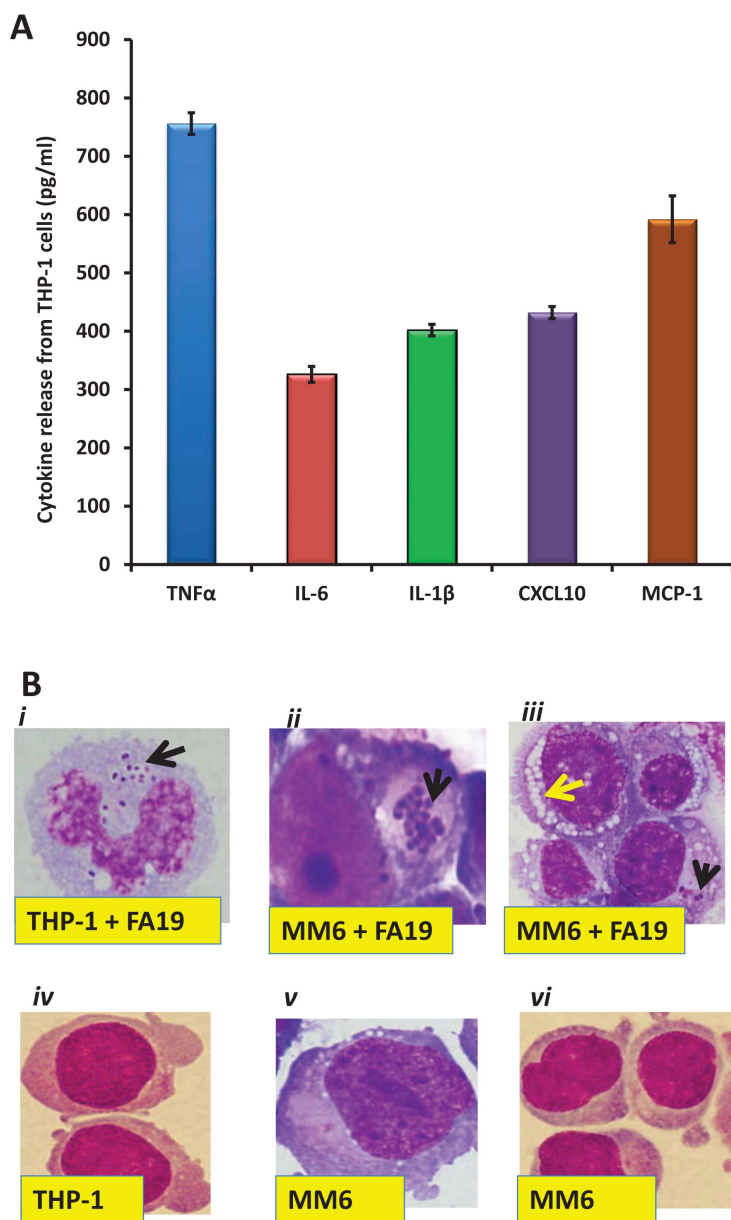 A
Cytokine release from THP-1 cells (pg/ml)
900
800
700
600
500
400
300
200
100
0
TNFα IL-6 IL-1β CXCL10 MCP-1
B
i ii iii
THP-1 + FA19 MM6 + FA19 MM6 + FA19
iv v vi
THP-1 MM6 MM6